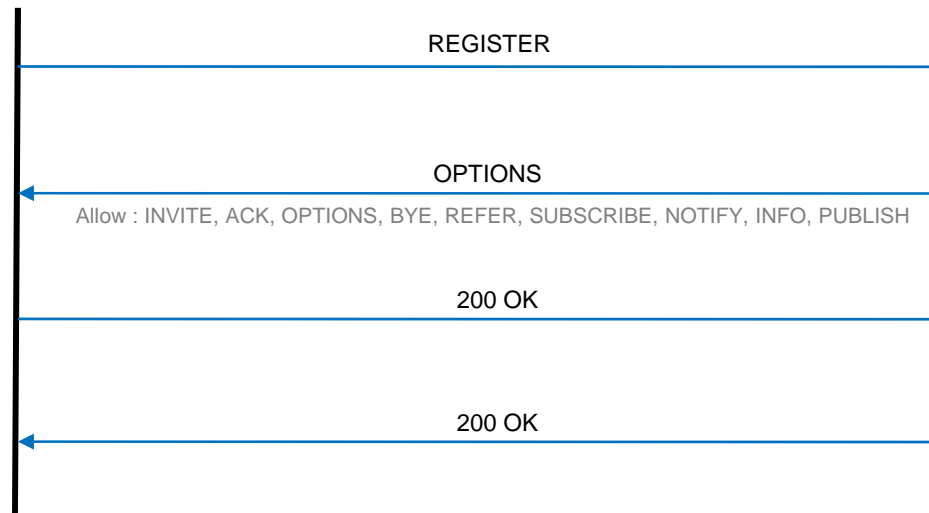 REGISTER
OPTIONS
Allow : INVITE, ACK, OPTIONS, BYE, REFER, SUBSCRIBE, NOTIFY, INFO, PUBLISH
200 OK
200 OK